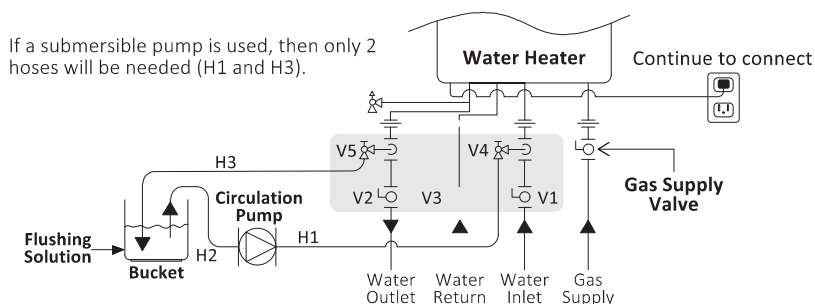 If a submersible pump is used, then only 2
hoses will be needed (H1 and H3).
Water Heater
Continue to connect
V5
V4
H3
V2
V3
V1
Gas Supply
Valve
Circulation
Pump
H1
Flushing
Solution
H2
Bucket
Water
Outlet
Water
Return
Water
Inlet
Gas
Supply